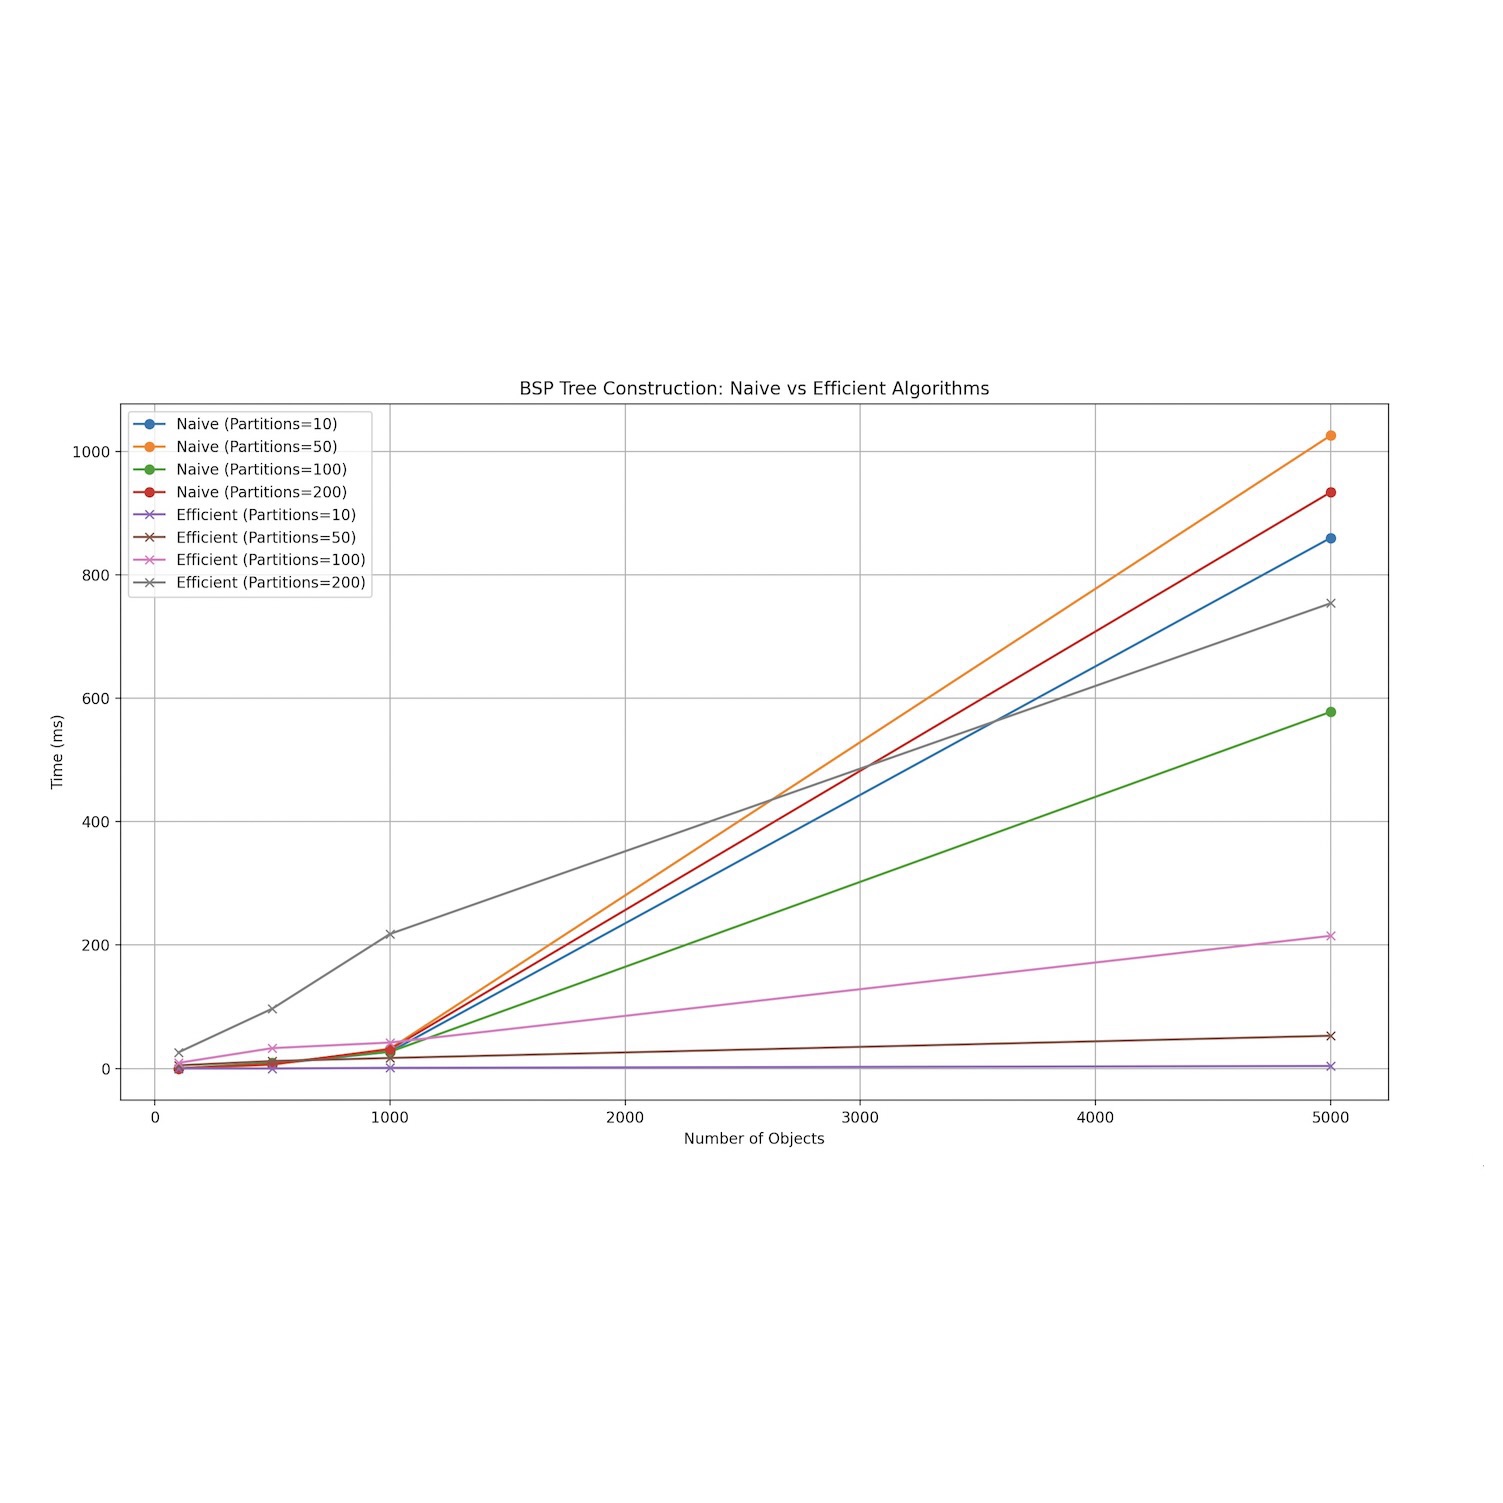 BSP Tree Construction: Naive vs Efficient Algorithms
Naive (Partitions=10)
Naive (Partitions=50)
Naive (Partitions=100)
Naive (Partitions=200)
Efficient (Partitions=10)
Efficient (Partitions=50)
Efficient (Partitions=100)
Efficient (Partitions=200)
1000
800
600
400
200
0
Time (ms)
0 1000 2000 3000 4000 5000
Number of Objects